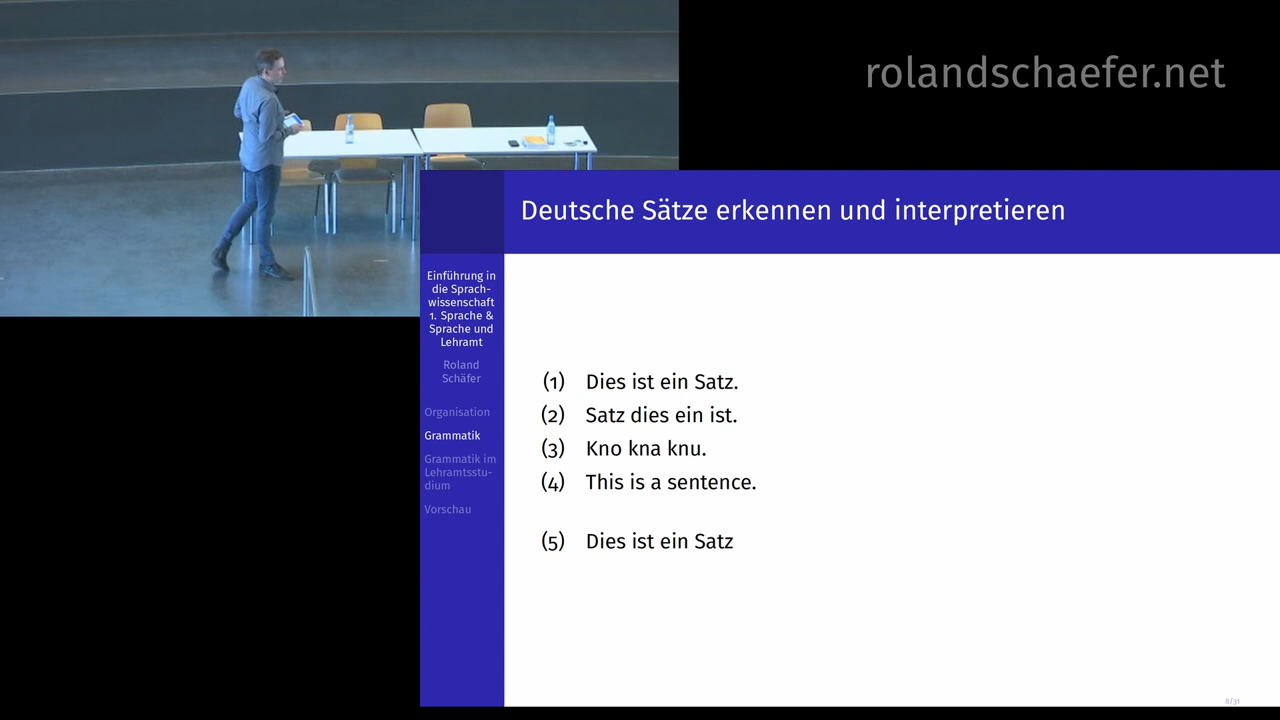 rolandschaefer.net
Deutsche Sätze erkennen und interpretieren
Einführung in
die Sprach-
wissenschaft
1. Sprache &
Sprache und
Lehramt
Roland
Schäfer
Organisation
Grammatik
Grammatik im
Lehramtsstu-
dium
Vorschau
(1) Dies ist ein Satz.
(2) Satz dies ein ist.
(3) Kno kna knu.
(4) This is a sentence.
(5) Dies ist ein Satz
8/31